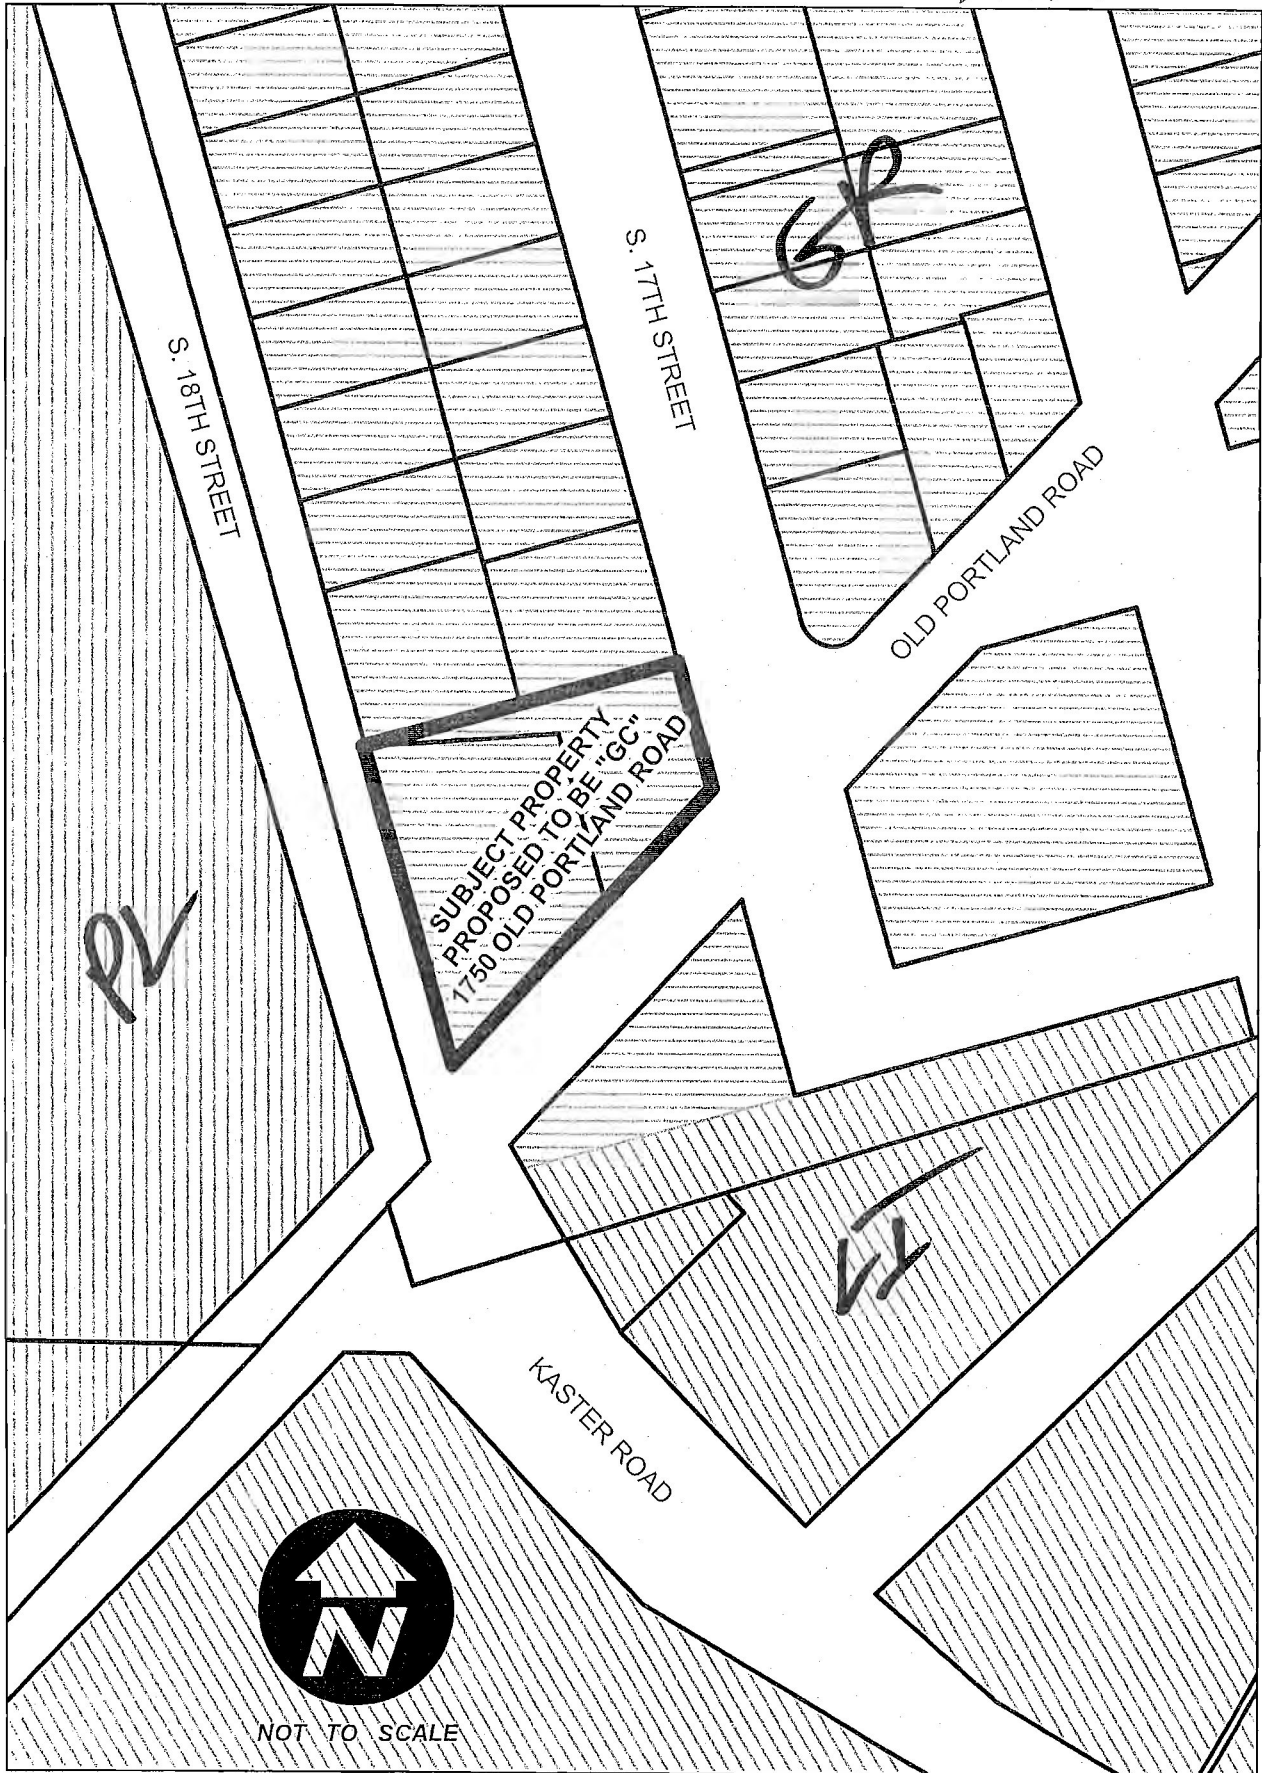 S. 18TH STREET
S. 17TH STREET
OLD PORTLAND ROAD
SUBJECT PROPERTY
PROPOSED TO BE "GC"
1750 OLD PORTLAND ROAD
PV
KASTER ROAD
N
NOT TO SCALE